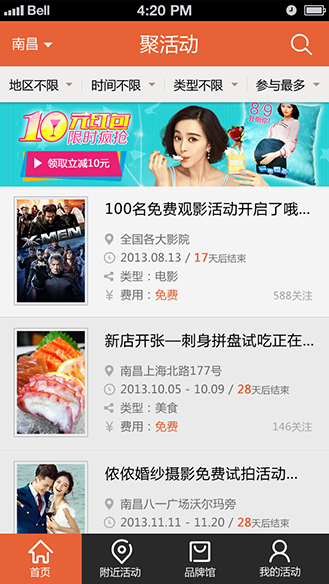 Bell 4:20 PM
南昌 聚活动
地区不限 时间不限 类型不限 参与最多
10元红包
限时疯抢
领取立减10元
8.9
X-MEN
100名免费观影活动开启了哦...
全国各大影院
2013.08.13 / 17天后结束
类型：电影
费用：免费 588关注
新店开张—刺身拼盘试吃正在...
南昌上海北路177号
2013.10.05 - 10.09 / 28天后结束
类型：美食
费用：免费 146关注
依依婚纱摄影免费试拍活动...
南昌八一广场沃尔玛旁
2013.11.11 - 11.20 / 28天后结束
首页 附近活动 品牌馆 我的活动